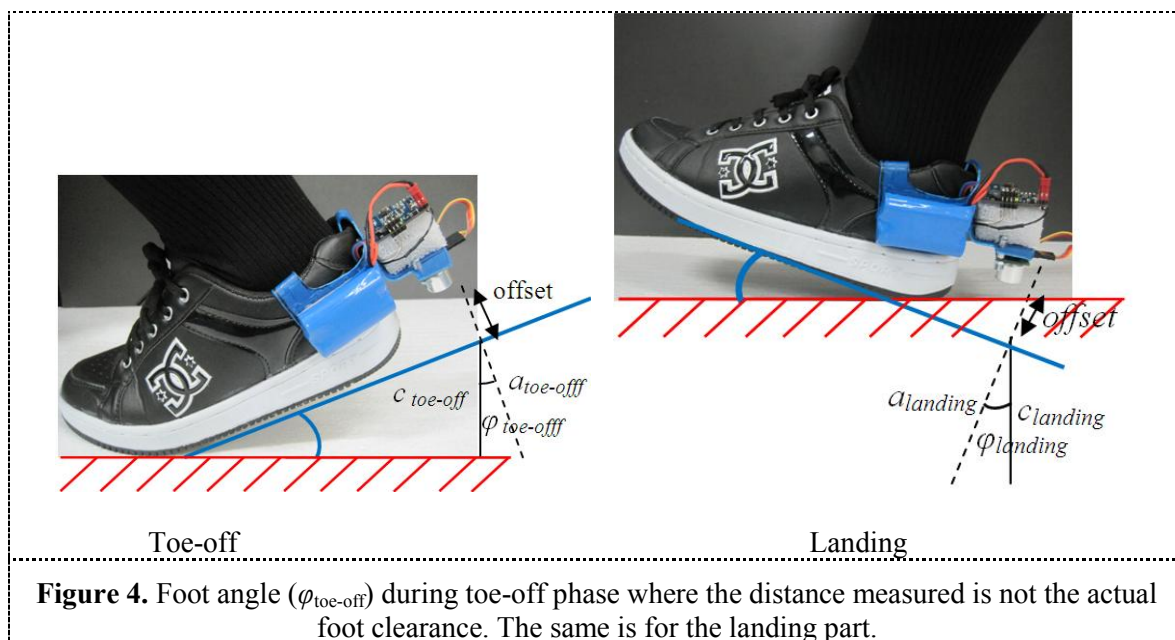 offset
c toe-off
a toe-offf
φ toe-offf
offset
a landing
c landing
φ landing
Toe-off
Landing
Figure 4. Foot angle (φtoe-off) during toe-off phase where the distance measured is not the actual
foot clearance. The same is for the landing part.